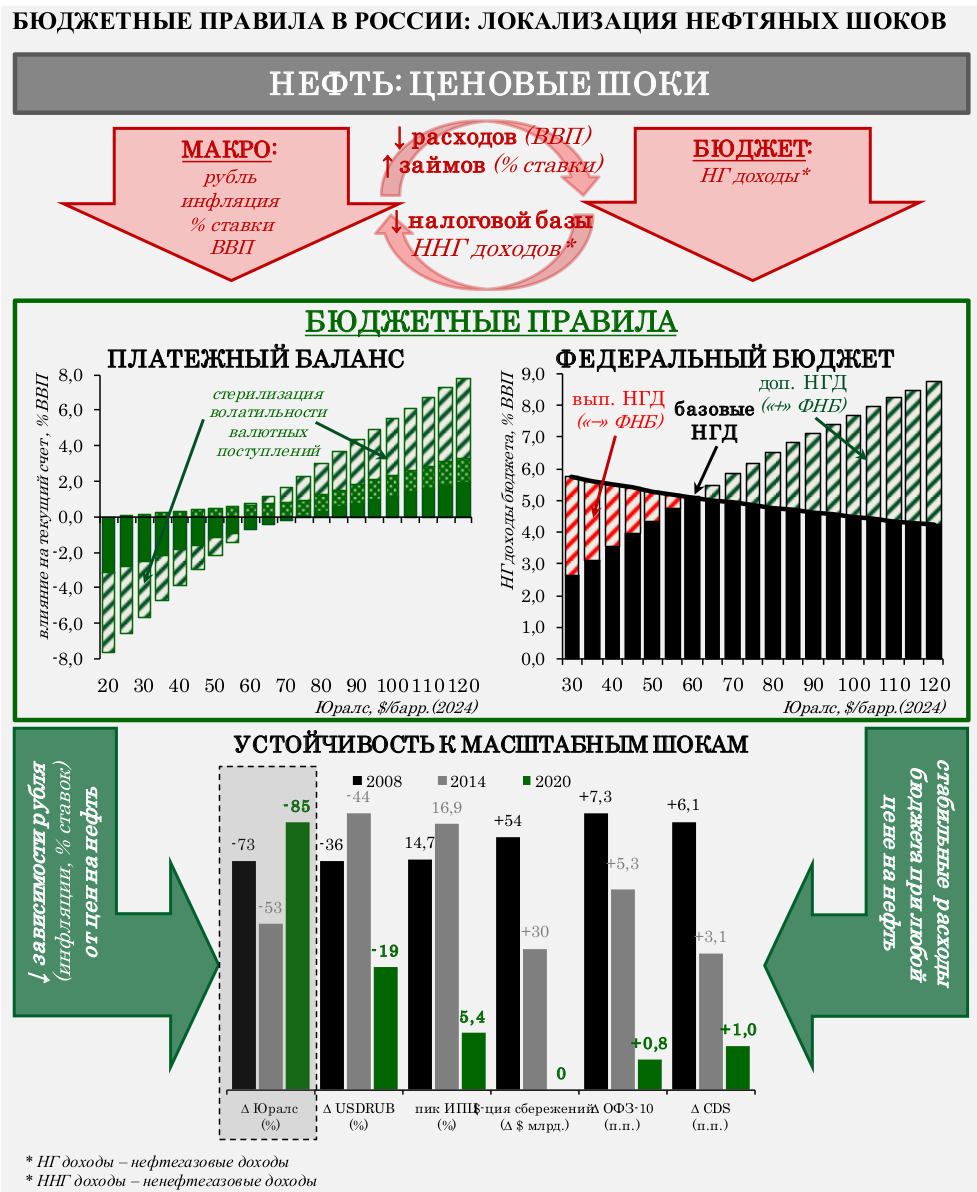 БЮДЖЕТНЫЕ ПРАВИЛА В РОССИИ: ЛОКАЛИЗАЦИЯ НЕФТЯНЫХ ШОКОВ
НЕФТЬ: ЦЕНОВЫЕ ШОКИ
МАКРО:
рубль
инфляция
% ставки
ВВП
↓ расходов (ВВП)
↑ займов (% ставки)
↓ налоговой базы
ННГ доходов*
БЮДЖЕТ:
НГ доходы*
БЮДЖЕТНЫЕ ПРАВИЛА
ПЛАТЕЖНЫЙ БАЛАНС
влияние на текущий счет, % ВВП
8,0
6,0
4,0
2,0
0,0
-2,0
-4,0
-6,0
-8,0
стерилизация
волатильности
валютных
поступлений
20 30 40 50 60 70 80 90 100 110 120
Юралс, $/барр.(2024)
ФЕДЕРАЛЬНЫЙ БЮДЖЕТ
НГ доходы бюджета, % ВВП
9,0
8,0
7,0
6,0
5,0
4,0
3,0
2,0
1,0
0,0
вып. НГД
(«–» ФНБ)
базовые
НГД
доп. НГД
(«+» ФНБ)
30 40 50 60 70 80 90 100 110 120
Юралс, $/барр.(2024)
↓ зависимости рубля
(инфляции, % ставок)
от цен на нефть
УСТОЙЧИВОСТЬ К МАСШТАБНЫМ ШОКАМ
2008 2014 2020
-73 -53 -85
-36 -44 -19
14,7 16,9 5,4
+54 +30 0
+7,3 +5,3 +0,8
+6,1 +3,1 +1,0
Δ Юралс
(%)
Δ USDRUB
(%)
пик ИПЦ
(%)
$-ция сбережений
(Δ $ млрд.)
Δ ОФЗ-10
(п.п.)
Δ CDS
(п.п.)
стабильные расходы
бюджета при любой
цене на нефть
* НГ доходы – нефтегазовые доходы
* ННГ доходы – ненефтегазовые доходы